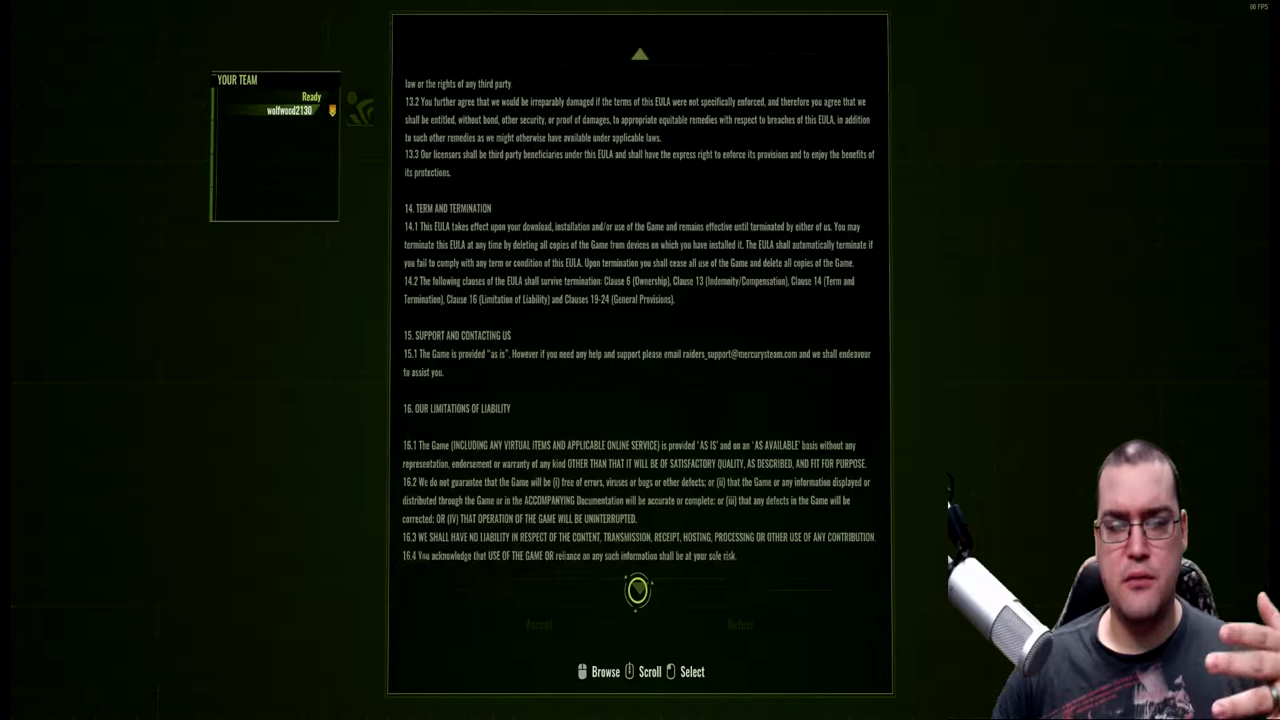 60 FPS
YOUR TEAM
Ready
wolfwood2130
law or the rights of any third party.
13.2 You further agree that we would be irreparably damaged if the terms of this EULA were not specifically enforced, and therefore you agree that we
shall be entitled, without bond, other security, or proof of damages, to appropriate equitable remedies with respect to breaches of this EULA, in addition
to such other remedies as we might otherwise have available under applicable laws.
13.3 Our licensors shall be third party beneficiaries under this EULA and shall have the express right to enforce its provisions and to enjoy the benefits of
its protections.
14. TERM AND TERMINATION
14.1 This EULA takes effect upon your download, installation and/or use of the Game and remains effective until terminated by either of us. You may
terminate this EULA at any time by deleting all copies of the Game from devices on which you have installed it. The EULA shall automatically terminate if
you fail to comply with any term or condition of this EULA. Upon termination you shall cease all use of the Game and delete all copies of the Game.
14.2 The following clauses of the EULA shall survive termination: Clause 6 (Ownership), Clause 13 (Indemnity/Compensation), Clause 14 (Term and
Termination), Clause 16 (Limitation of Liability) and Clauses 19-24 (General Provisions).
15. SUPPORT AND CONTACTING US
15.1 The Game is provided "as is". However if you need any help and support please email raiders_support@mercurysteam.com and we shall endeavour
to assist you.
16. OUR LIMITATIONS OF LIABILITY
16.1 The Game (INCLUDING ANY VIRTUAL ITEMS AND APPLICABLE ONLINE SERVICE) is provided 'AS IS' and on an 'AS AVAILABLE' basis without any
representation, endorsement or warranty of any kind OTHER THAN THAT IT WILL BE OF SATISFACTORY QUALITY, AS DESCRIBED, AND FIT FOR PURPOSE.
16.2 We do not guarantee that the Game will be (i) free of errors, viruses or bugs or other defects; or (ii) that the Game or any information displayed or
distributed through the Game or in the ACCOMPANYING Documentation will be accurate or complete; or (iii) that any defects in the Game will be
corrected; OR (IV) THAT OPERATION OF THE GAME WILL BE UNINTERRUPTED.
16.3 WE SHALL HAVE NO LIABILITY IN RESPECT OF THE CONTENT, TRANSMISSION, RECEIPT, HOSTING, PROCESSING OR OTHER USE OF ANY CONTRIBUTION.
16.4 You acknowledge that USE OF THE GAME OR reliance on any such information shall be at your sole risk.
Accept
Refuse
Browse Scroll Select